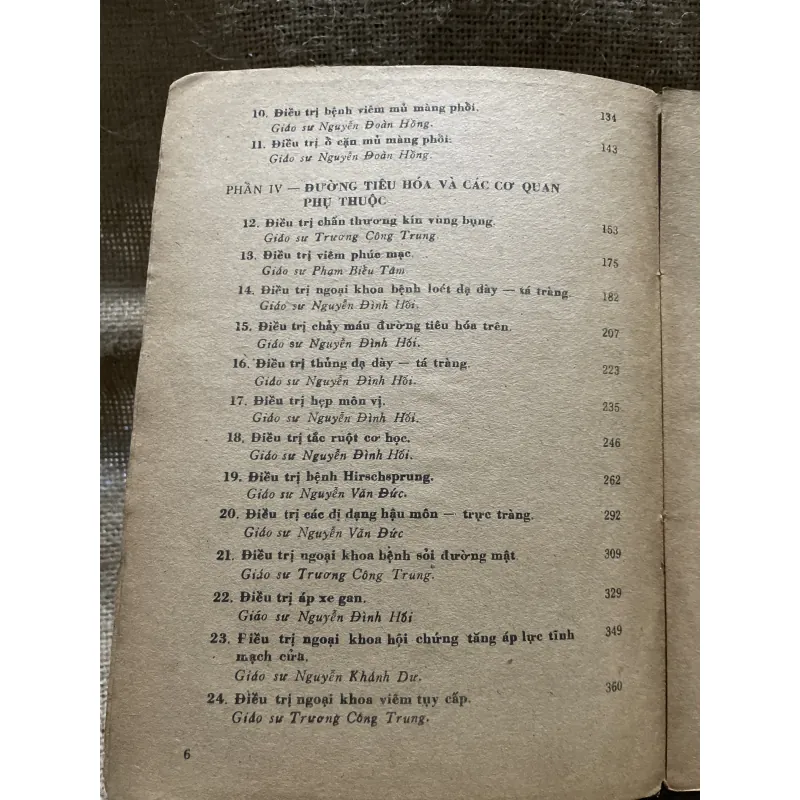 10. Điều trị bệnh viêm mủ màng phổi. 134
Giáo sư Nguyễn Đoàn Hồng.
11. Điều trị ổ cặn mủ màng phổi. 143
Giáo sư Nguyễn Đoàn Hồng.
PHẦN IV — ĐƯỜNG TIÊU HÓA VÀ CÁC CƠ QUAN
PHỤ THUỘC
12. Điều trị chấn thương kín vùng bụng. 153
Giáo sư Trương Công Trung
13. Điều trị viêm phúc mạc. 175
Giáo sư Phạm Biểu Tâm
14. Điều trị ngoại khoa bệnh loét dạ dày — tá tràng. 182
Giáo sư Nguyễn Đình Hối.
15. Điều trị chảy máu đường tiêu hóa trên. 207
Giáo sư Nguyễn Đình Hối.
16. Điều trị thủng dạ dày — tá tràng. 223
Giáo sư Nguyễn Đình Hối.
17. Điều trị hẹp môn vị. 235
Giáo sư Nguyễn Đình Hối.
18. Điều trị tắc ruột cơ học. 246
Giáo sư Nguyễn Đình Hối.
19. Điều trị bệnh Hirschsprung. 262
Giáo sư Nguyễn Văn Đức.
20. Điều trị các dị dạng hậu môn — trực tràng. 292
Giáo sư Nguyễn Văn Đức
21. Điều trị ngoại khoa bệnh sỏi đường mật 309
Giáo sư Trương Công Trung.
22. Điều trị áp xe gan. 329
Giáo sư Nguyễn Đình Hối
23. Điều trị ngoại khoa hội chứng tăng áp lực tĩnh 349
mạch cửa.
Giáo sư Nguyễn Khánh Dư.
24. Điều trị ngoại khoa viêm tụy cấp. 360
Giáo sư Trương Công Trung.
6